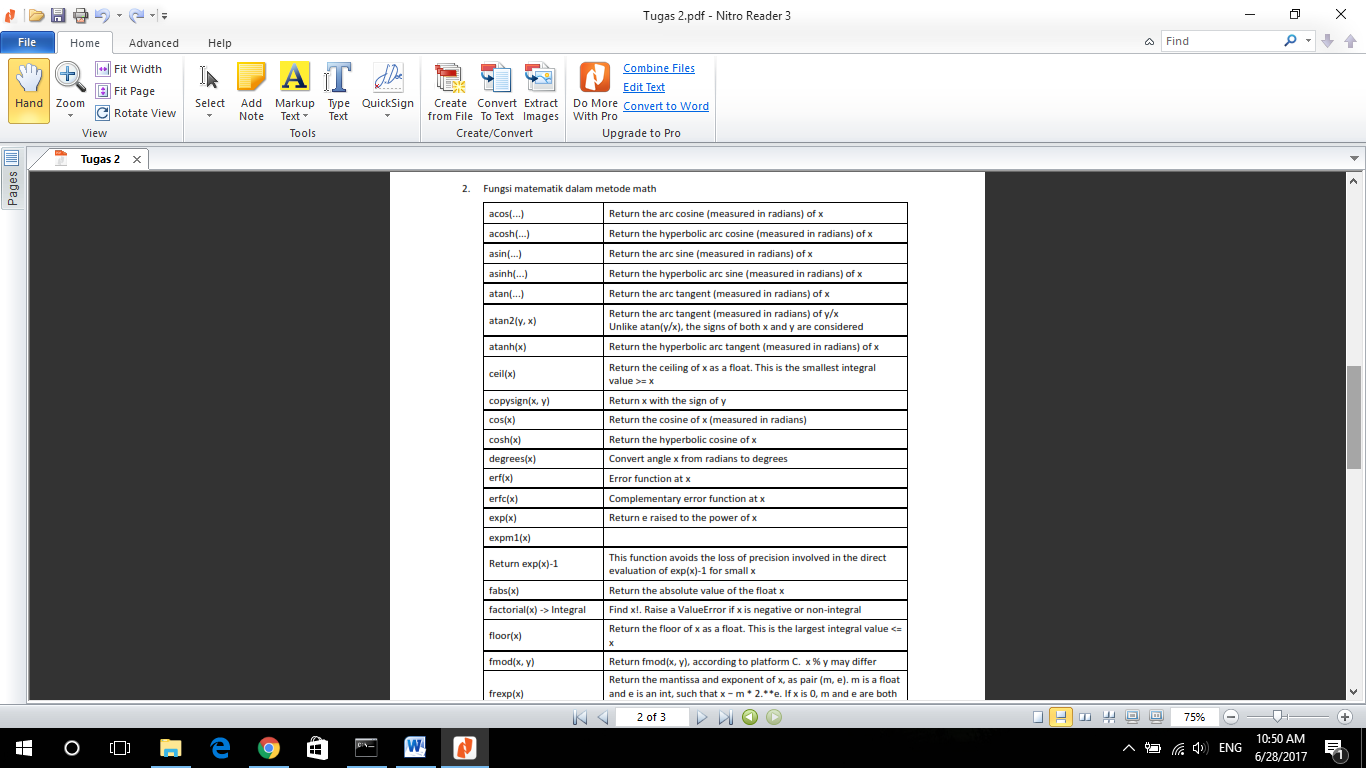 Tugas 2.pdf - Nitro Reader 3
File Home Advanced Help Find
Hand
Zoom
Fit Width
Fit Page
Rotate View
View
Select
Add Note
Markup Text
Type Text
QuickSign
Tools
Create from File
Convert To Text
Extract Images
Create/Convert
Do More With Pro
Combine Files
Edit Text
Convert to Word
Upgrade to Pro
Tugas 2
Pages
2. Fungsi matematik dalam metode math
acos(...) Return the arc cosine (measured in radians) of x
acosh(...) Return the hyperbolic arc cosine (measured in radians) of x
asin(...) Return the arc sine (measured in radians) of x
asinh(...) Return the hyperbolic arc sine (measured in radians) of x
atan(...) Return the arc tangent (measured in radians) of x
atan2(y, x) Return the arc tangent (measured in radians) of y/x
Unlike atan(y/x), the signs of both x and y are considered
atanh(x) Return the hyperbolic arc tangent (measured in radians) of x
ceil(x) Return the ceiling of x as a float. This is the smallest integral
value >= x
copysign(x, y) Return x with the sign of y
cos(x) Return the cosine of x (measured in radians)
cosh(x) Return the hyperbolic cosine of x
degrees(x) Convert angle x from radians to degrees
erf(x) Error function at x
erfc(x) Complementary error function at x
exp(x) Return e raised to the power of x
expm1(x)
Return exp(x)-1 This function avoids the loss of precision involved in the direct
evaluation of exp(x)-1 for small x
fabs(x) Return the absolute value of the float x
factorial(x) -> Integral Find x!. Raise a ValueError if x is negative or non-integral
floor(x) Return the floor of x as a float. This is the largest integral value <=
x
fmod(x, y) Return fmod(x, y), according to platform C. x % y may differ
frexp(x) Return the mantissa and exponent of x, as pair (m, e). m is a float
and e is an int, such that x – m * 2.**e. If x is 0, m and e are both
2 of 3
75%
ENG
10:50 AM
6/28/2017
1